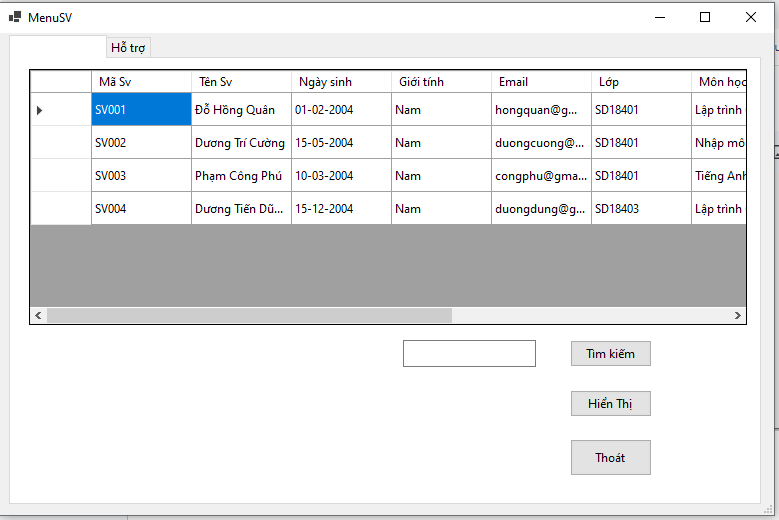 MenuSV
Hỗ trợ
Mã Sv Tên Sv Ngày sinh Giới tính Email Lớp Môn học
SV001 Đỗ Hồng Quân 01-02-2004 Nam hongquan@g... SD18401 Lập trình
SV002 Dương Trí Cường 15-05-2004 Nam duongcuong@... SD18401 Nhập mô
SV003 Phạm Công Phú 10-03-2004 Nam congphu@gma... SD18401 Tiếng Anh
SV004 Dương Tiến Dũ... 15-12-2004 Nam duongdung@g... SD18403 Lập trình
Tìm kiếm
Hiển Thị
Thoát